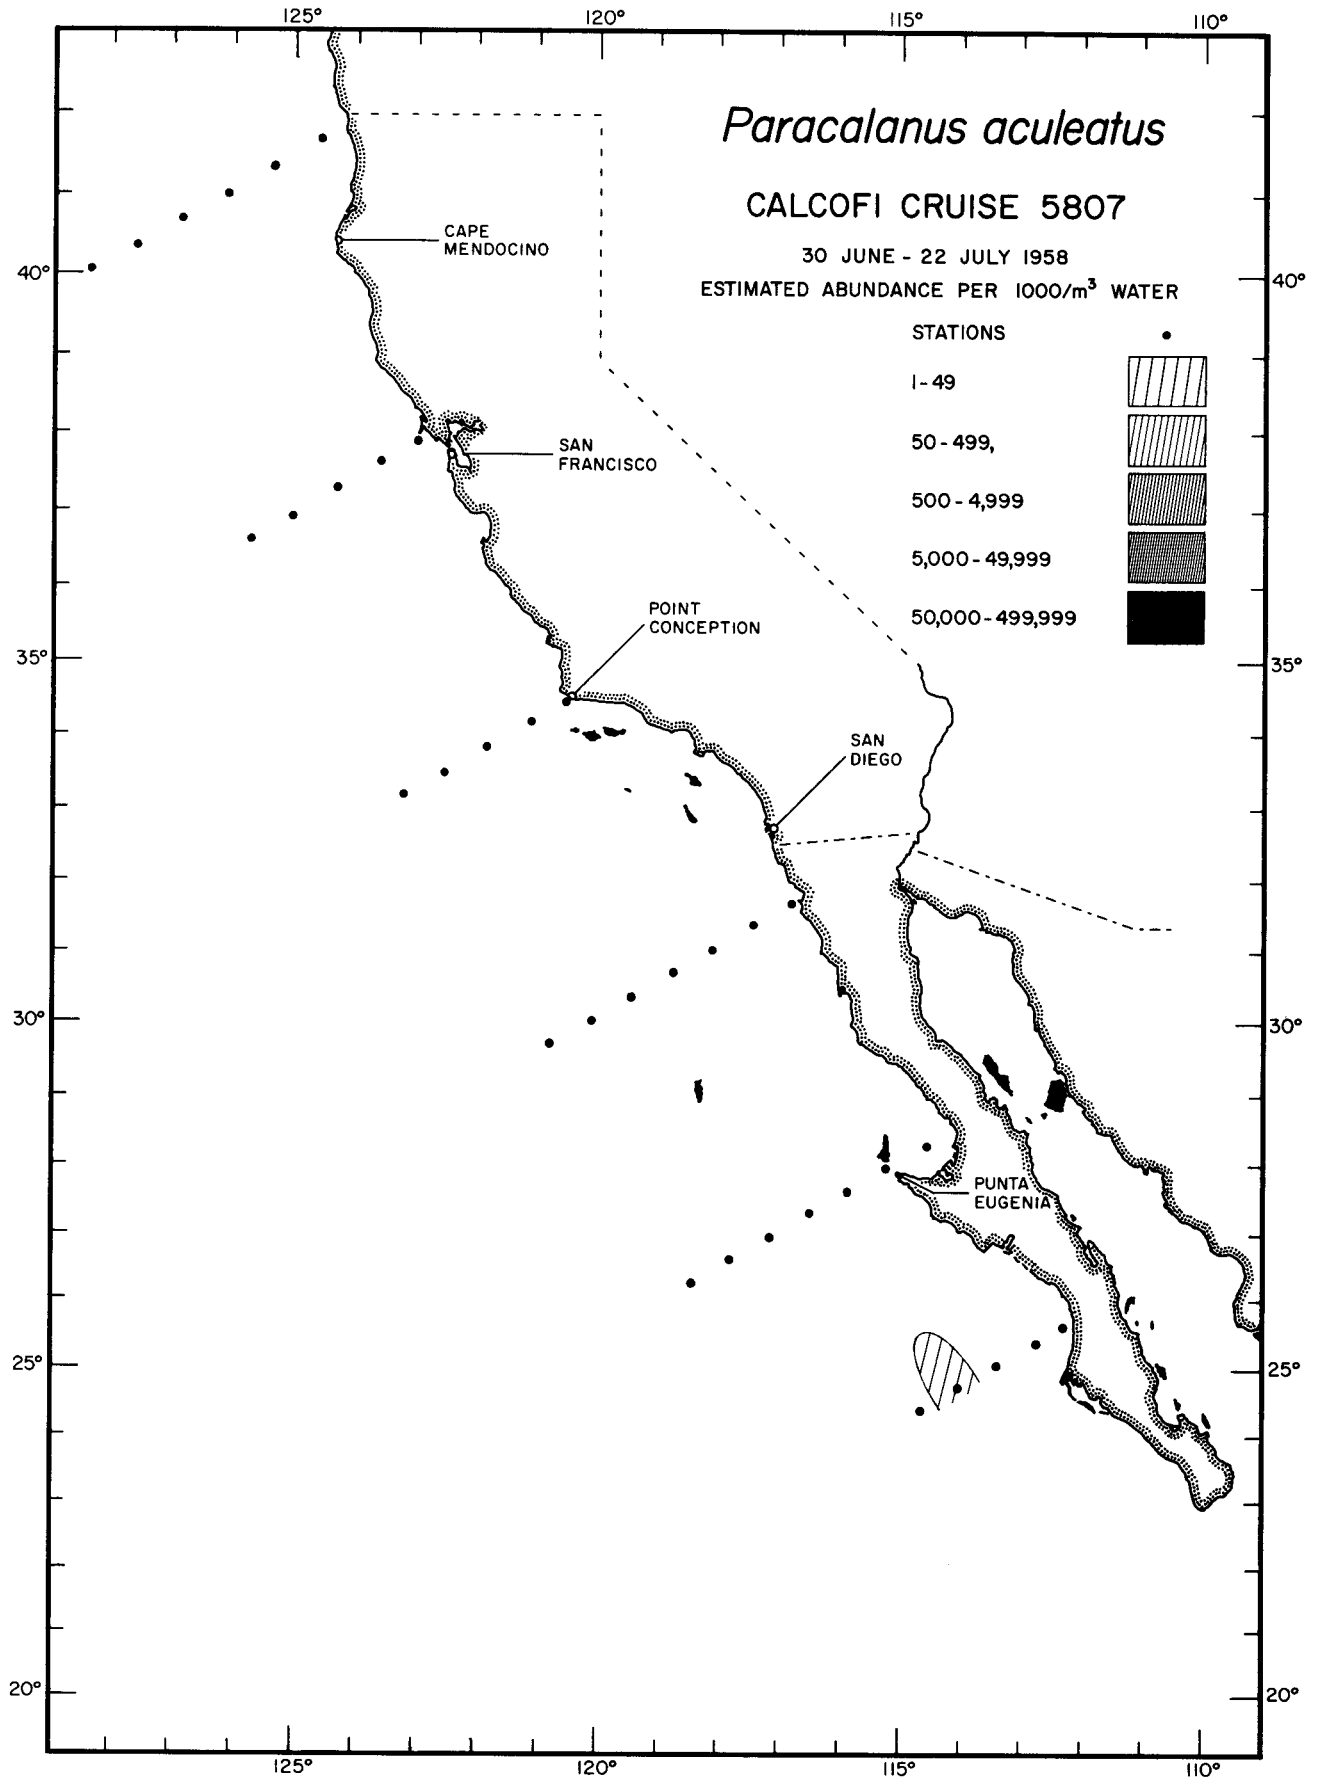 125° 120° 115° 110°
Paracalanus aculeatus
CALCOFI CRUISE 5807
30 JUNE - 22 JULY 1958
ESTIMATED ABUNDANCE PER 1000/m³ WATER
STATIONS
1-49
50-499,
500-4,999
5,000-49,999
50,000-499,999
CAPE
MENDOCINO
40° 40°
SAN
FRANCISCO
POINT
CONCEPTION
35° 35°
SAN
DIEGO
30° 30°
PUNTA
EUGENIA
25° 25°
20° 20°
125° 120° 115° 110°